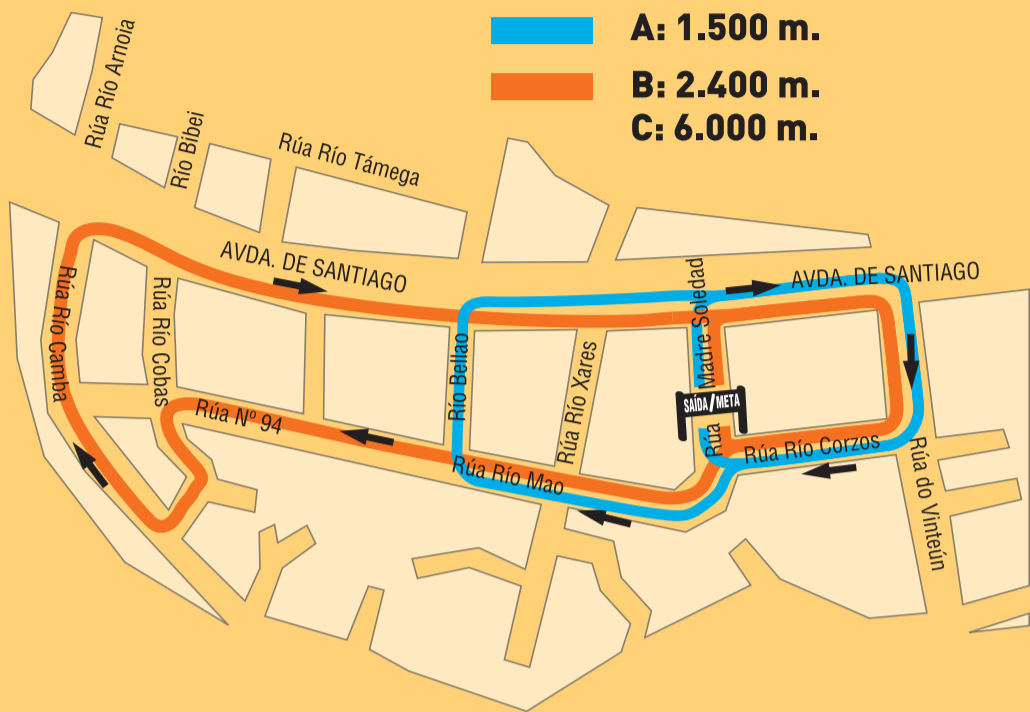 A: 1.500 m.
B: 2.400 m.
C: 6.000 m.
Rúa Río Arnoia
Río Bibei
Rúa Río Támega
AVDA. DE SANTIAGO
AVDA. DE SANTIAGO
Rúa Río Camba
Rúa Río Cobas
Río Bellao
Rúa Río Xares
Rúa Madre Soledad
SAÍDA/META
Rúa Nº 94
Rúa Río Mao
Rúa Río Corzos
Rúa do Vinteún